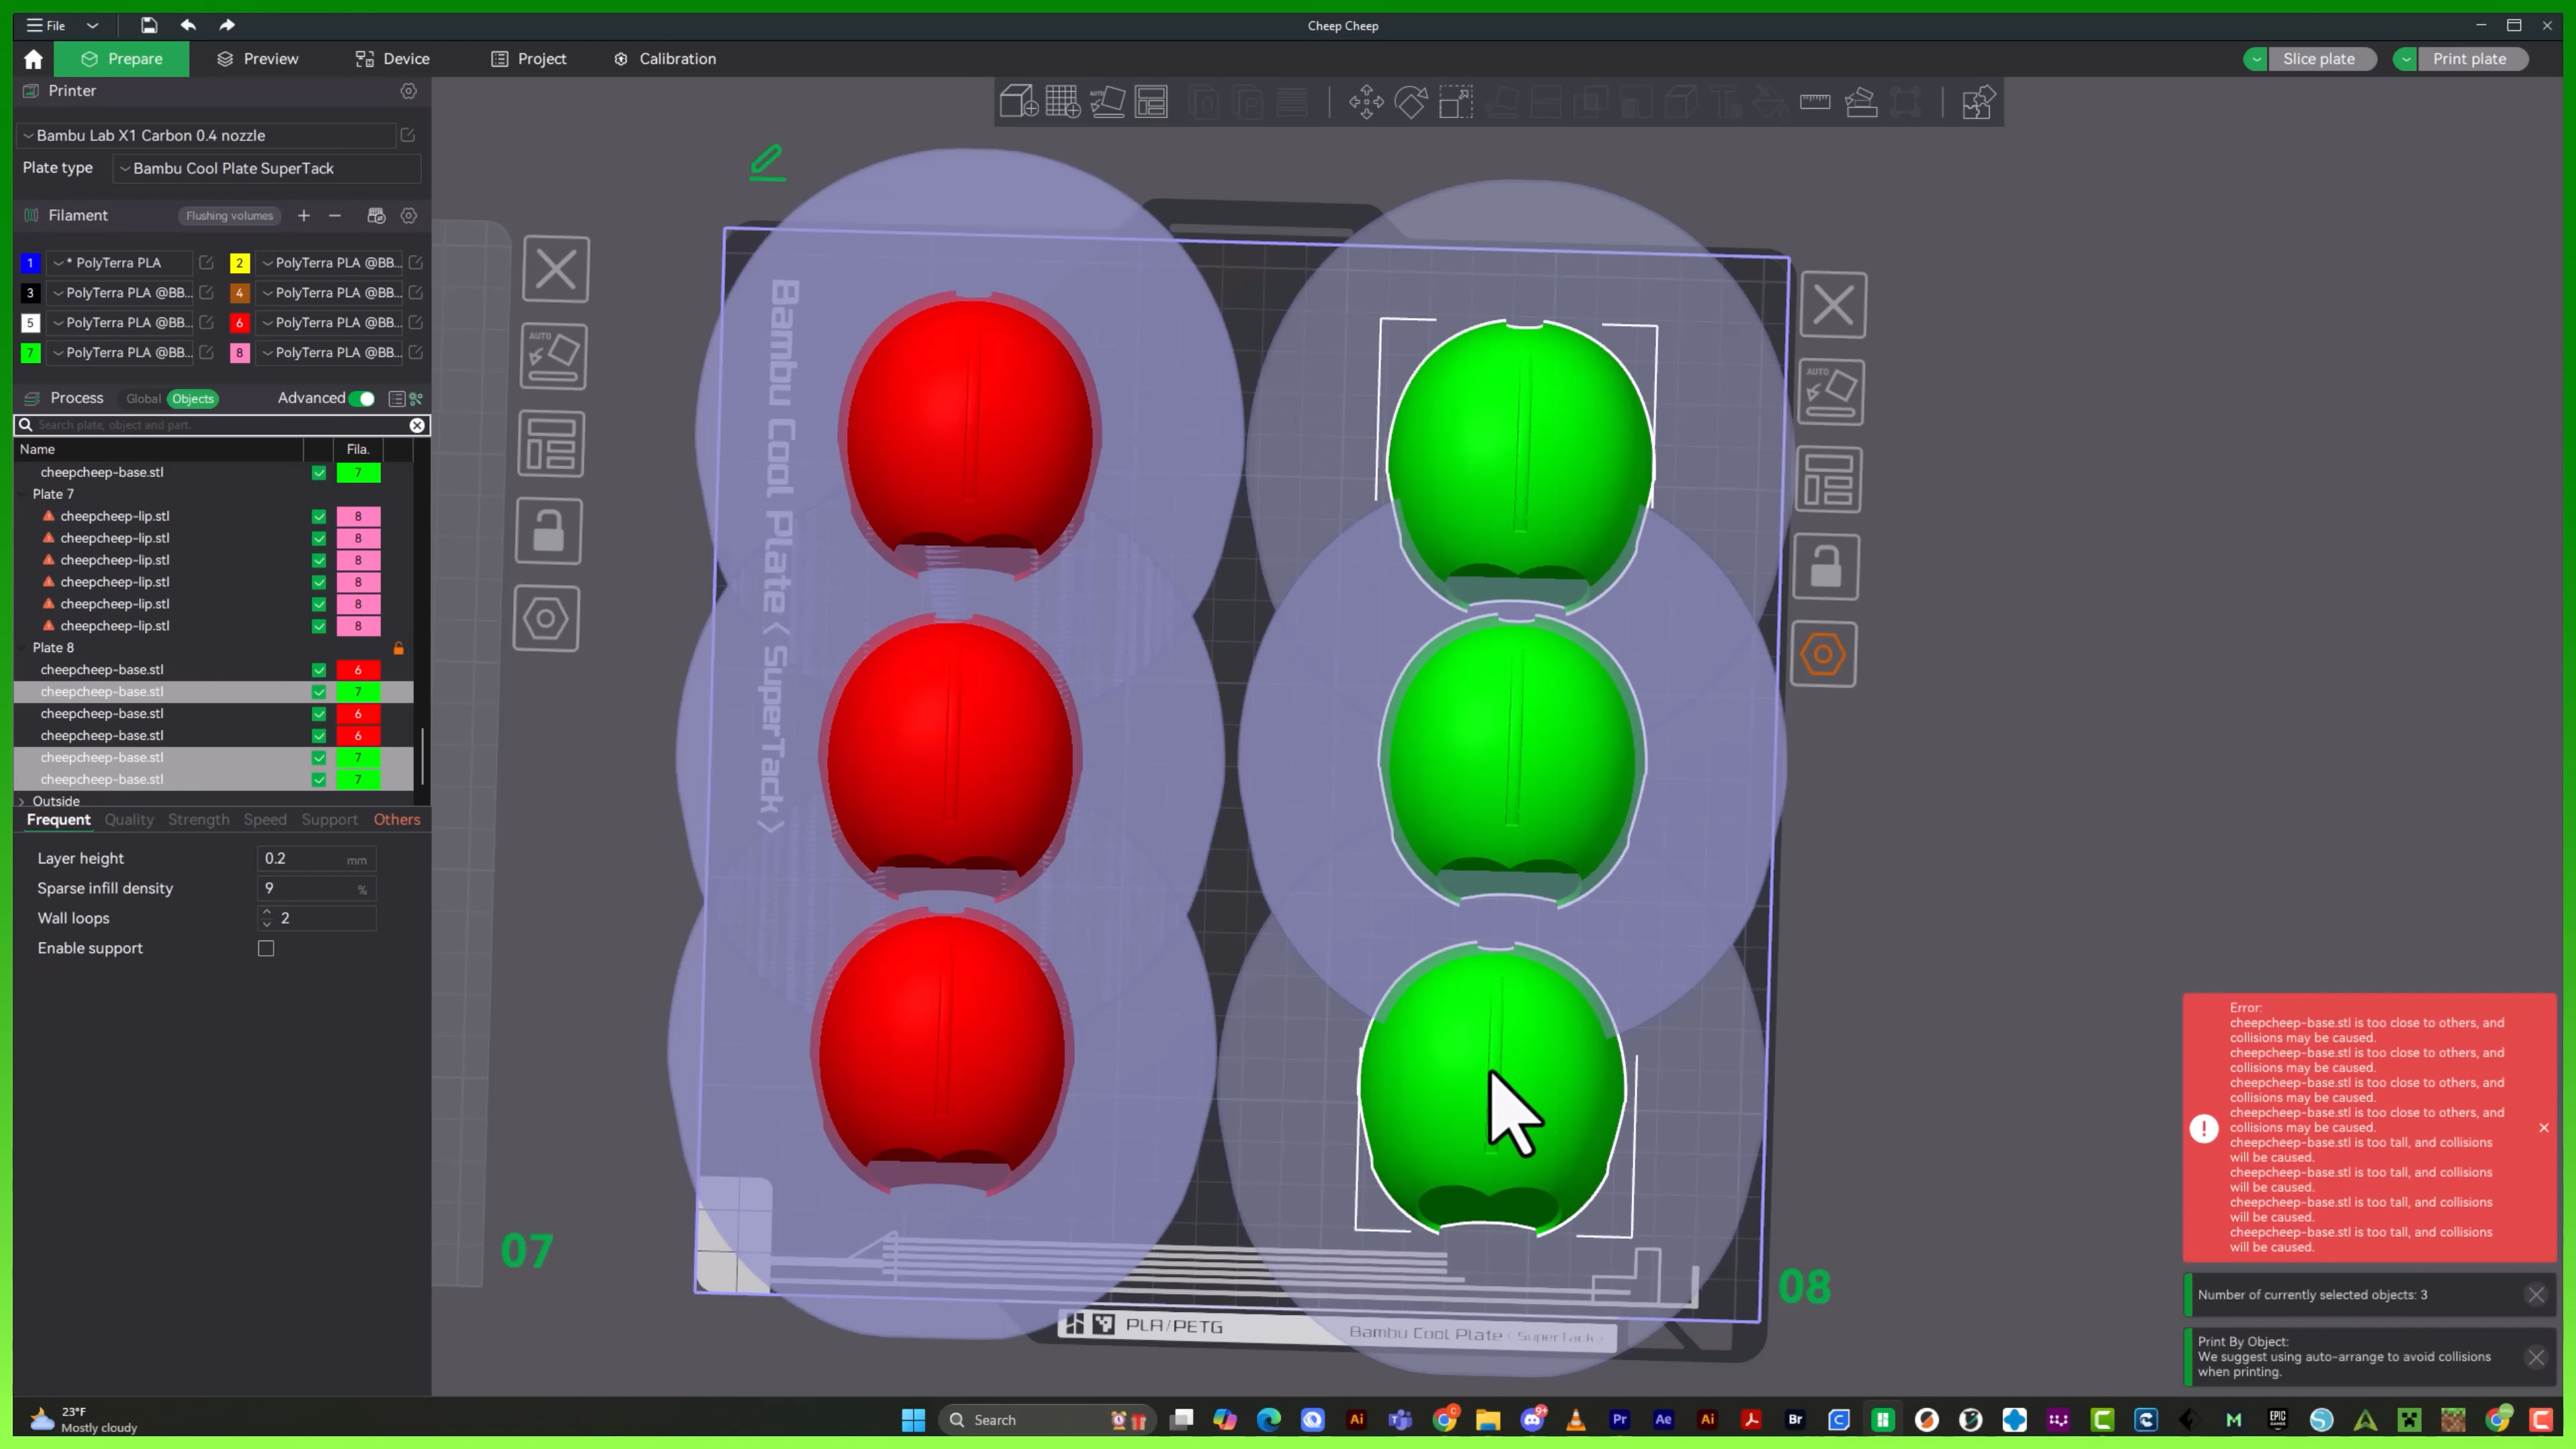 File
Cheep Cheep
Prepare
Preview
Device
Project
Calibration
Slice plate
Print plate
Printer
Bambu Lab X1 Carbon 0.4 nozzle
Plate type
Bambu Cool Plate SuperTack
Filament
Flushing volumes
1 * PolyTerra PLA
2 PolyTerra PLA @BB...
3 PolyTerra PLA @BB...
4 PolyTerra PLA @BB...
5 PolyTerra PLA @BB...
6 PolyTerra PLA @BB...
7 PolyTerra PLA @BB...
8 PolyTerra PLA @BB...
Process
Global
Objects
Advanced
Search plate, object and part.
Name
Fila.
cheepcheep-base.stl 7
Plate 7
cheepcheep-lip.stl 8
cheepcheep-lip.stl 8
cheepcheep-lip.stl 8
cheepcheep-lip.stl 8
cheepcheep-lip.stl 8
cheepcheep-lip.stl 8
Plate 8
cheepcheep-base.stl 6
cheepcheep-base.stl 7
cheepcheep-base.stl 6
cheepcheep-base.stl 6
cheepcheep-base.stl 7
cheepcheep-base.stl 7
Outside
Frequent
Quality
Strength
Speed
Support
Others
Layer height 0.2 mm
Sparse infill density 9 %
Wall loops 2
Enable support
AUTO
AUTO
AUTO
Bambu Cool Plate < SuperTack >
07
08
PLA/PETG
Bambu Cool Plate < SuperTack >
Error:
cheepcheep-base.stl is too close to others, and
collisions may be caused.
cheepcheep-base.stl is too close to others, and
collisions may be caused.
cheepcheep-base.stl is too close to others, and
collisions may be caused.
cheepcheep-base.stl is too close to others, and
collisions may be caused.
cheepcheep-base.stl is too tall, and collisions
will be caused.
cheepcheep-base.stl is too tall, and collisions
will be caused.
cheepcheep-base.stl is too tall, and collisions
will be caused.
cheepcheep-base.stl is too tall, and collisions
will be caused.
Number of currently selected objects: 3
Print By Object:
We suggest using auto-arrange to avoid collisions
when printing.
23°F
Mostly cloudy
Search
Ai
9+
Pr
Ae
Ai
Br
M
EPIC